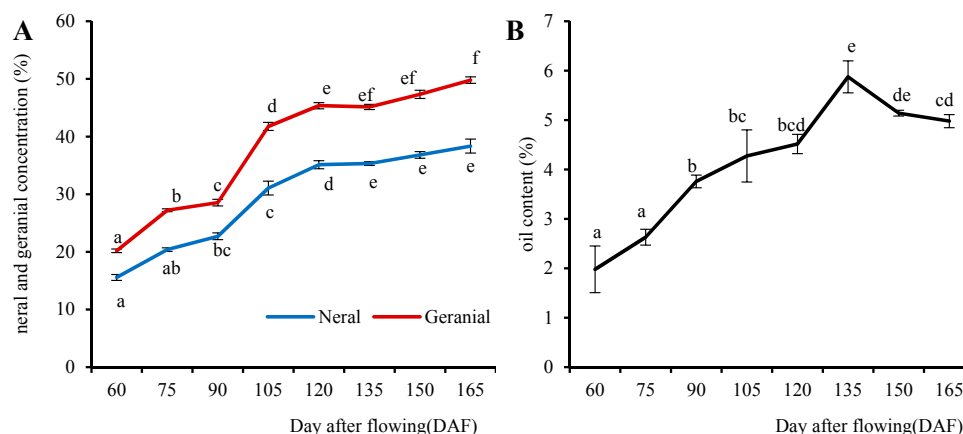 A
neral and geranial concentration (%)
60
50
40
30
20
10
0
a
b
c
d
e
ef
ef
f
a
ab
bc
c
d
e
e
e
Neral
Geranial
60 75 90 105 120 135 150 165
Day after flowing(DAF)
B
oil content (%)
7
6
5
4
3
2
1
0
a
a
b
bc
bcd
e
de
cd
60 75 90 105 120 135 150 165
Day after flowing(DAF)